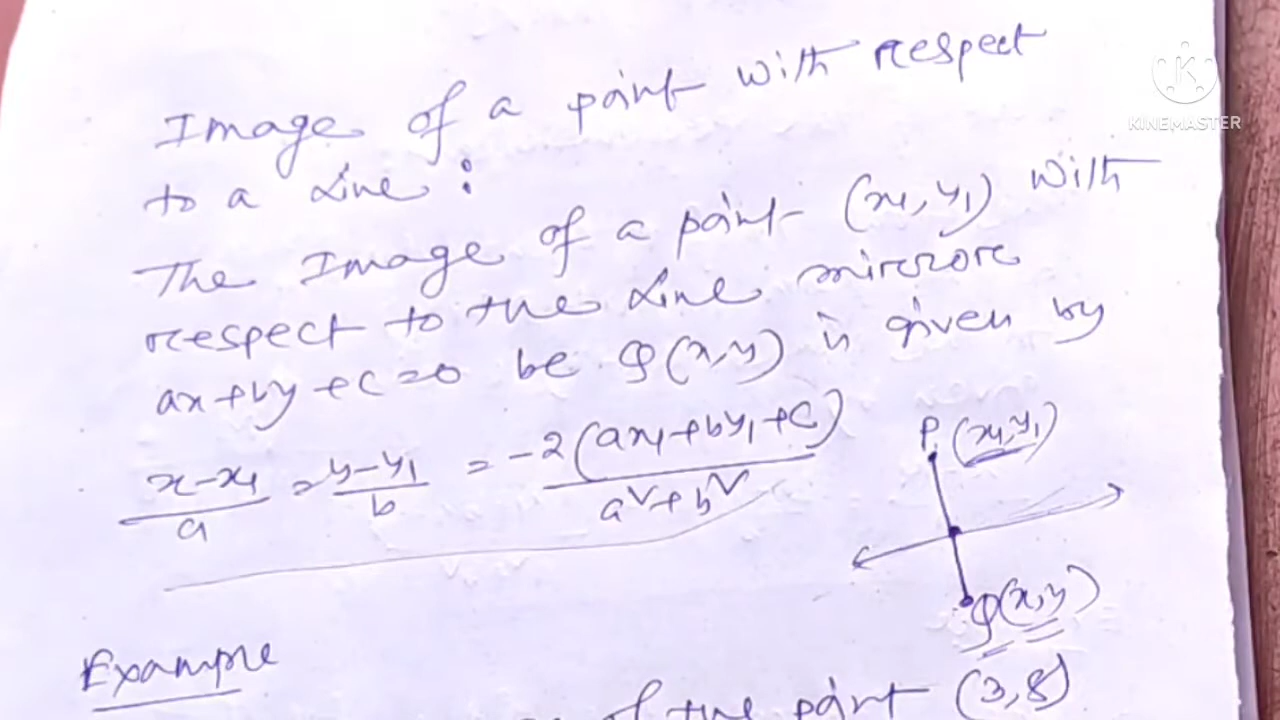 Image of a point with respect
to a Line:
The Image of a point (x₁, y₁) with
respect to the Line mirror
ax+by+c=0 be Q(x,y) is given by
x-x₁/a = y-y₁/b = -2(ax₁+by₁+c)/a²+b²
P (x₁,y₁)
Q(x,y)
Example
of the point (3,8)
KINEMASTER